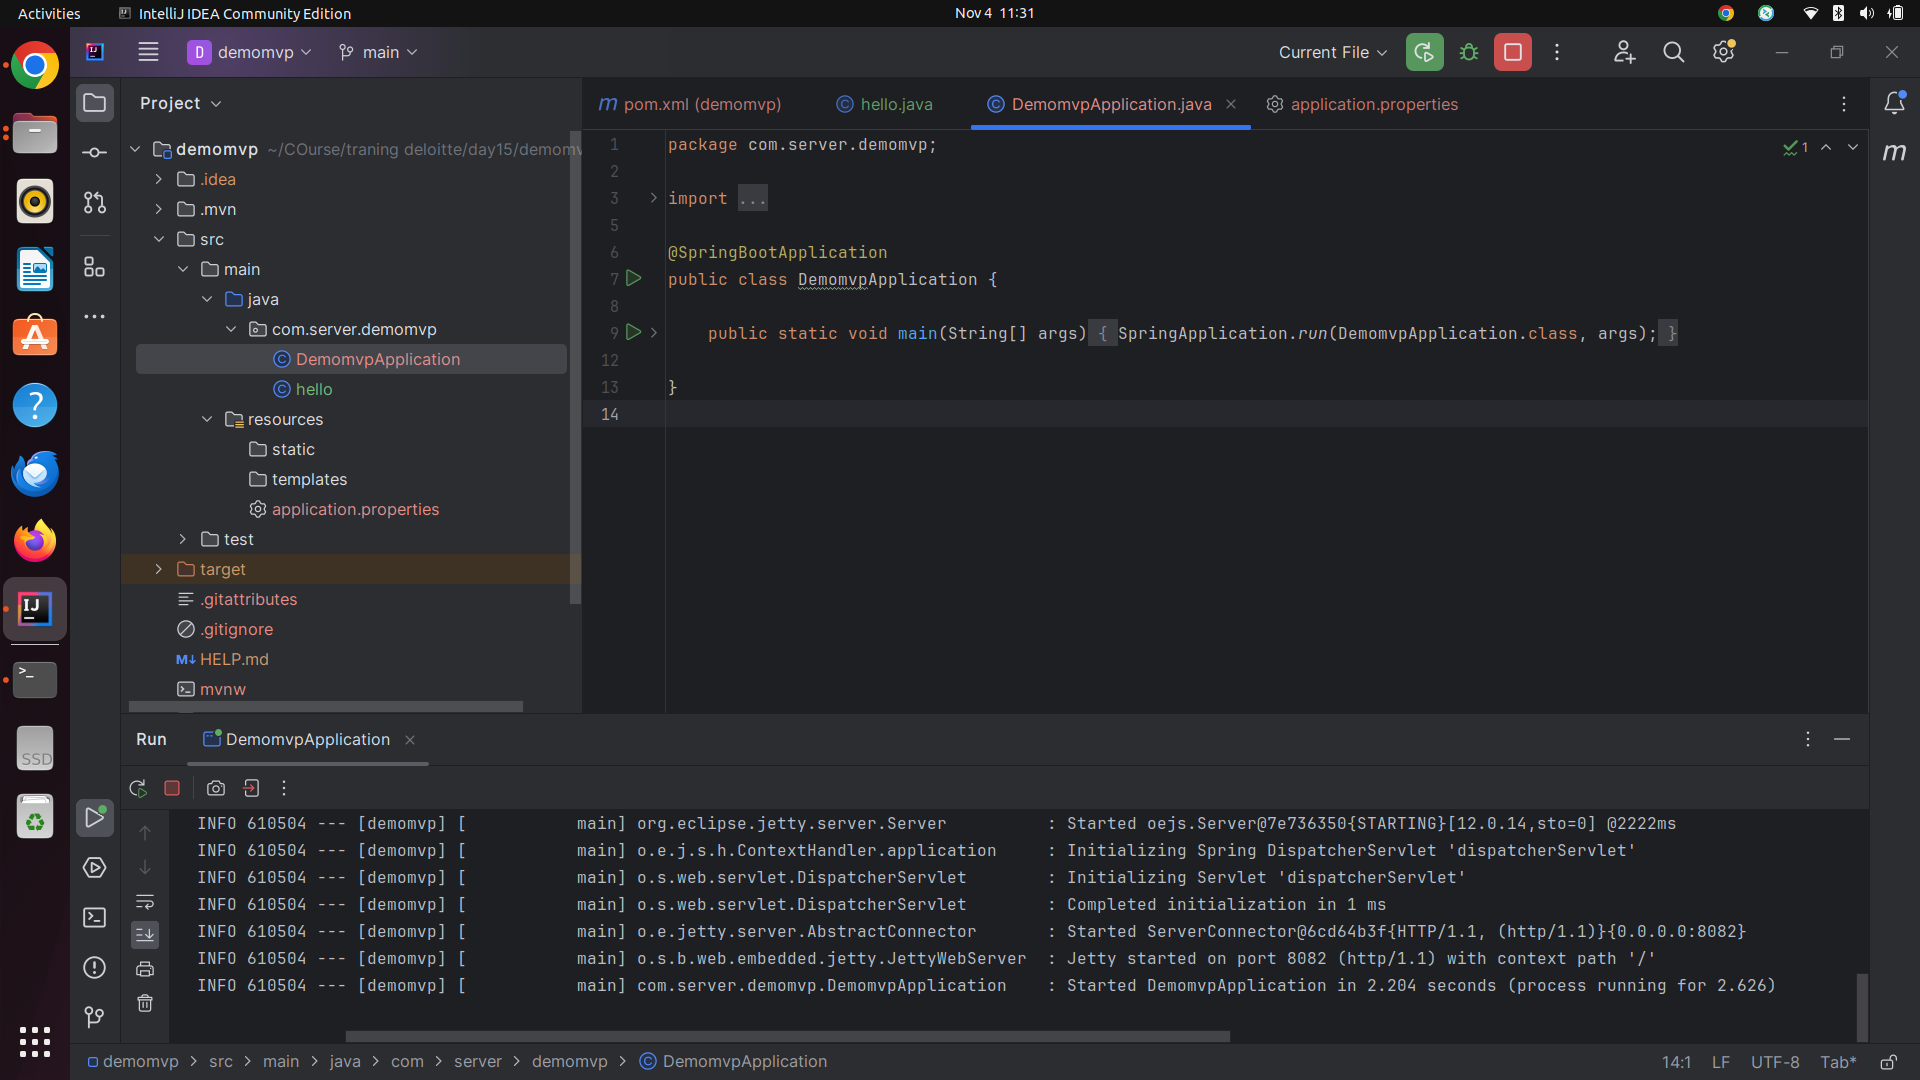 Activities
IntelliJ IDEA Community Edition
Nov 4 11:31
IJ
D demomvp
main
Current File
Project
m pom.xml (demomvp)
C hello.java
C DemomvpApplication.java
application.properties
demomvp ~/COurse/traning deloitte/day15/demomv
.idea
.mvn
src
main
java
com.server.demomvp
C DemomvpApplication
C hello
resources
static
templates
application.properties
test
target
.gitattributes
.gitignore
M↓ HELP.md
mvnw
1 package com.server.demomvp;
2
3 import ...
5
6 @SpringBootApplication
7 public class DemomvpApplication {
8
9 public static void main(String[] args) { SpringApplication.run(DemomvpApplication.class, args); }
12
13 }
14
1
m
?
IJ
>_
SSD
Run
DemomvpApplication
INFO 610504 --- [demomvp] [ main] org.eclipse.jetty.server.Server : Started oejs.Server@7e736350{STARTING}[12.0.14,sto=0] @2222ms
INFO 610504 --- [demomvp] [ main] o.e.j.s.h.ContextHandler.application : Initializing Spring DispatcherServlet 'dispatcherServlet'
INFO 610504 --- [demomvp] [ main] o.s.web.servlet.DispatcherServlet : Initializing Servlet 'dispatcherServlet'
INFO 610504 --- [demomvp] [ main] o.s.web.servlet.DispatcherServlet : Completed initialization in 1 ms
INFO 610504 --- [demomvp] [ main] o.e.jetty.server.AbstractConnector : Started ServerConnector@6cd64b3f{HTTP/1.1, (http/1.1)}{0.0.0.0:8082}
INFO 610504 --- [demomvp] [ main] o.s.b.web.embedded.jetty.JettyWebServer : Jetty started on port 8082 (http/1.1) with context path '/'
INFO 610504 --- [demomvp] [ main] com.server.demomvp.DemomvpApplication : Started DemomvpApplication in 2.204 seconds (process running for 2.626)
demomvp > src > main > java > com > server > demomvp > C DemomvpApplication
14:1 LF UTF-8 Tab*